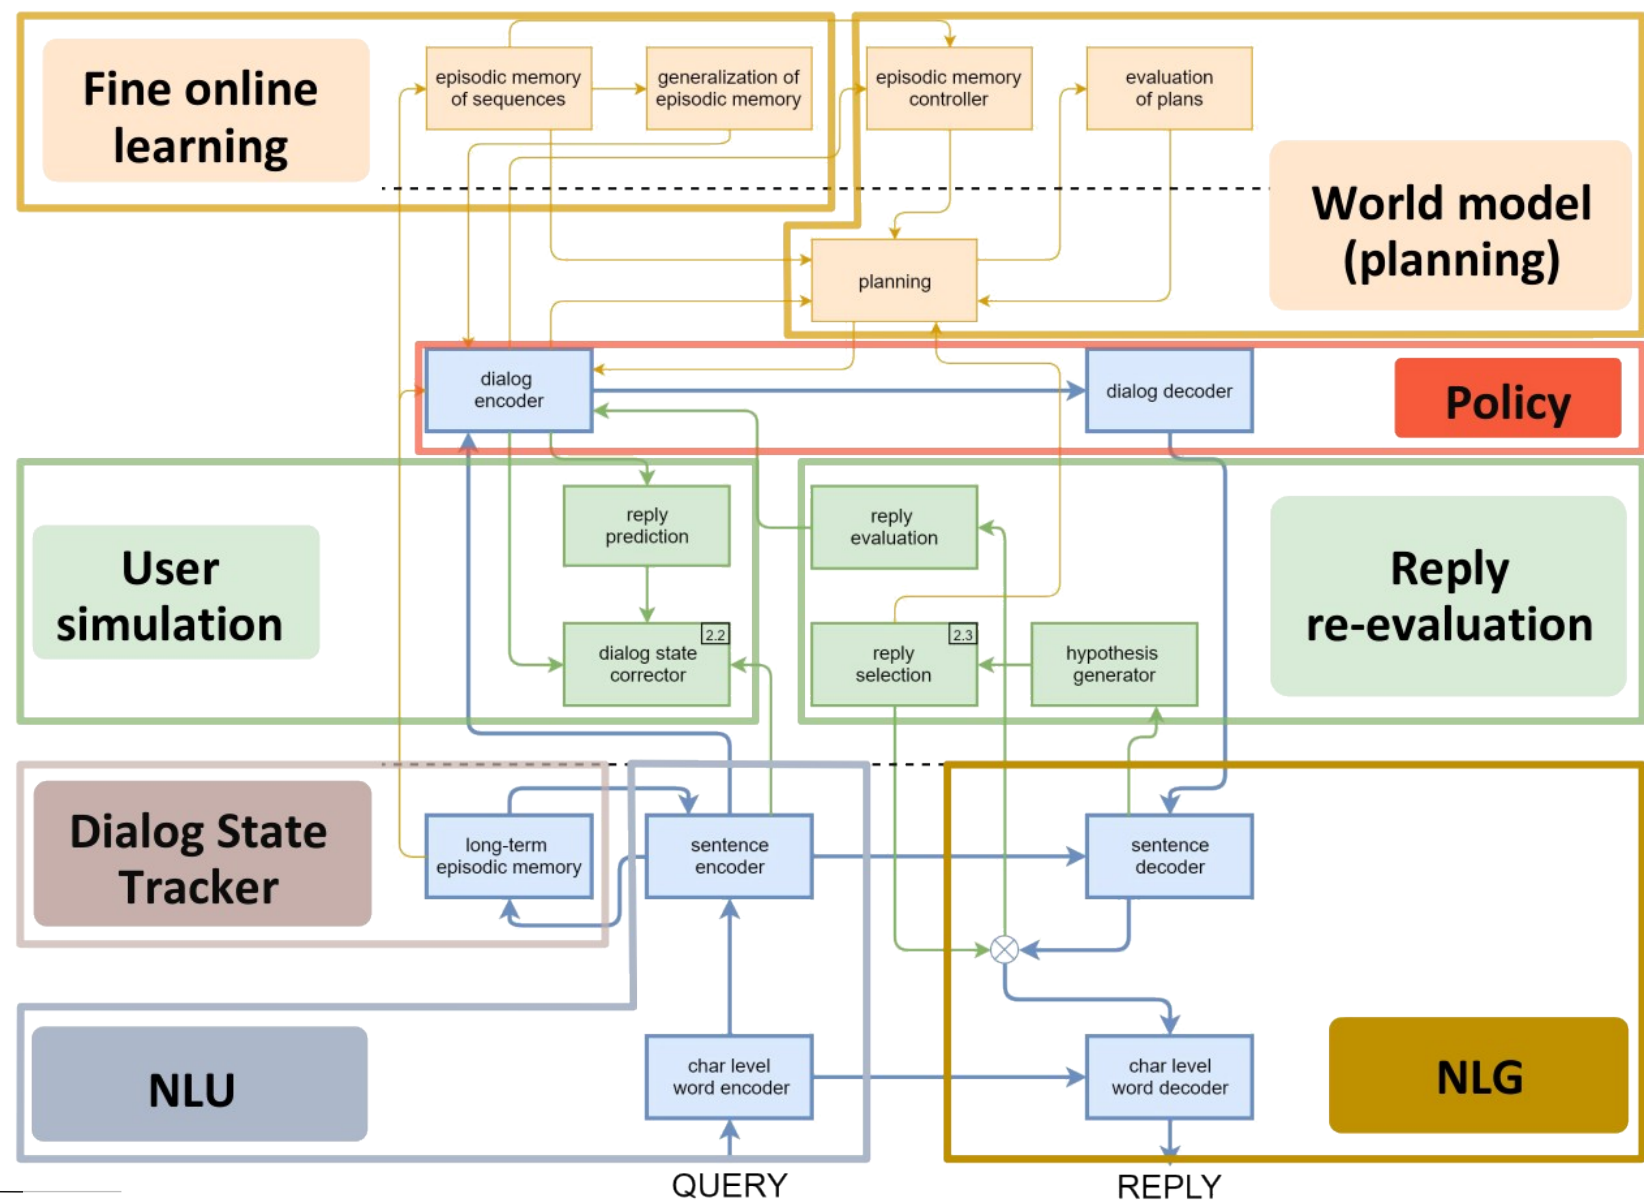 Fine online
learning
episodic memory
of sequences
generalization of
episodic memory
episodic memory
controller
evaluation
of plans
World model
(planning)
planning
dialog
encoder
dialog decoder
Policy
User
simulation
reply
prediction
reply
evaluation
Reply
re-evaluation
2.2
dialog state
corrector
2.3
reply
selection
hypothesis
generator
Dialog State
Tracker
long-term
episodic memory
sentence
encoder
sentence
decoder
NLU
char level
word encoder
char level
word decoder
NLG
QUERY
REPLY